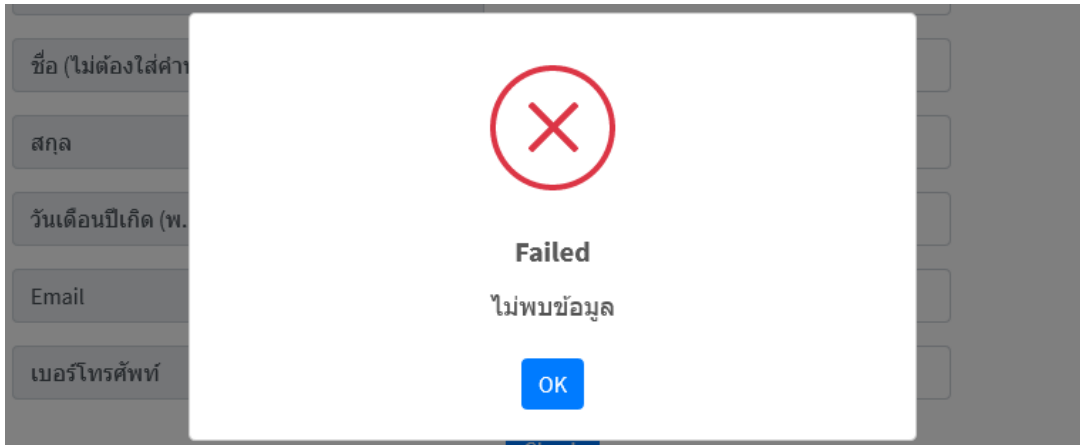 ชื่อ (ไม่ต้องใส่
สกุล
วันเดือนปีเกิด (พ.
Email
เบอร์โทรศัพท์
Failed
ไม่พบข้อมูล
OK